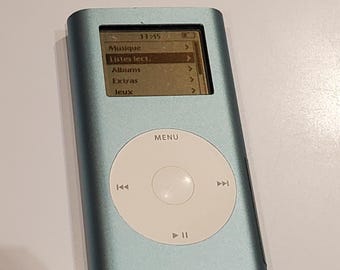 11:45
Musique
Listes lect.
Albums
Extras
Jeux
MENU